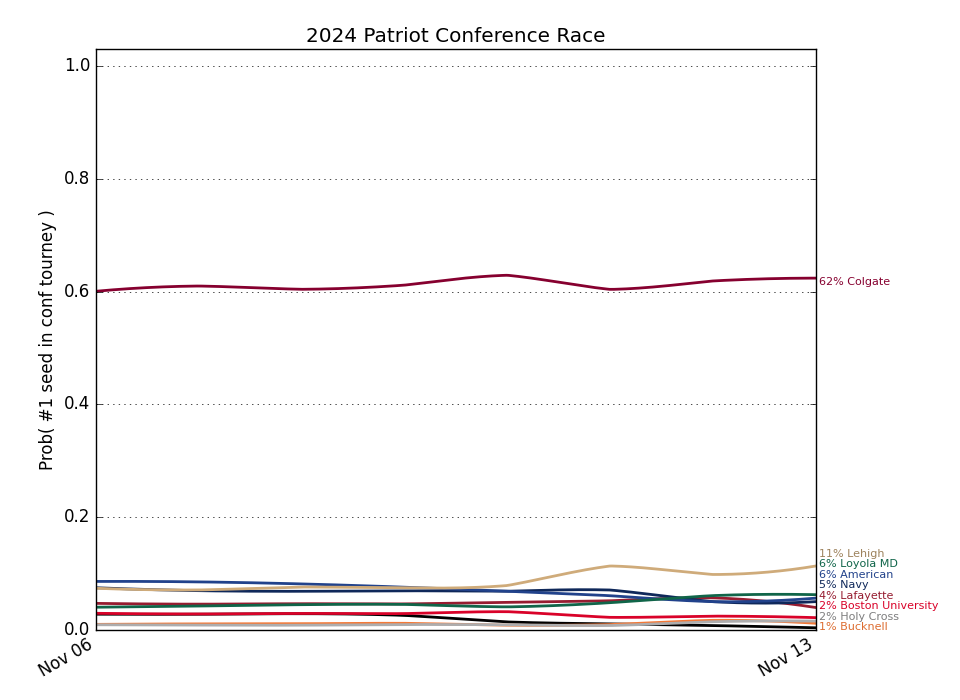 2024 Patriot Conference Race
Prob( #1 seed in conf tourney )
1.0
0.8
0.6
0.4
0.2
0.0
Nov 06
Nov 13
62% Colgate
11% Lehigh
6% Loyola MD
6% American
5% Navy
4% Lafayette
2% Boston University
2% Holy Cross
1% Bucknell